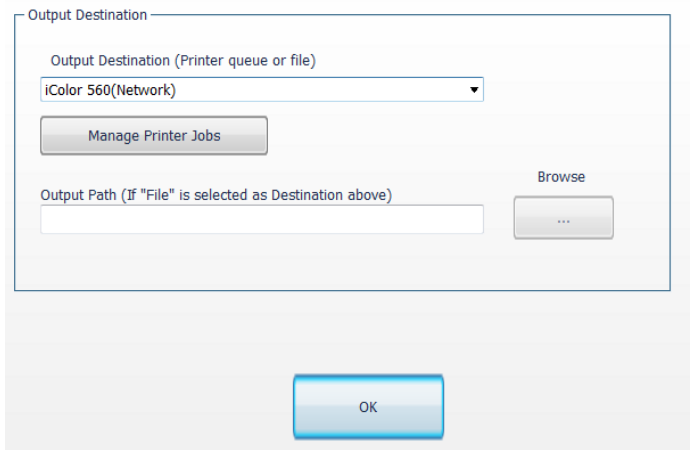 Output Destination
Output Destination (Printer queue or file)
iColor 560(Network)
Manage Printer Jobs
Browse
Output Path (If "File" is selected as Destination above)
...
OK